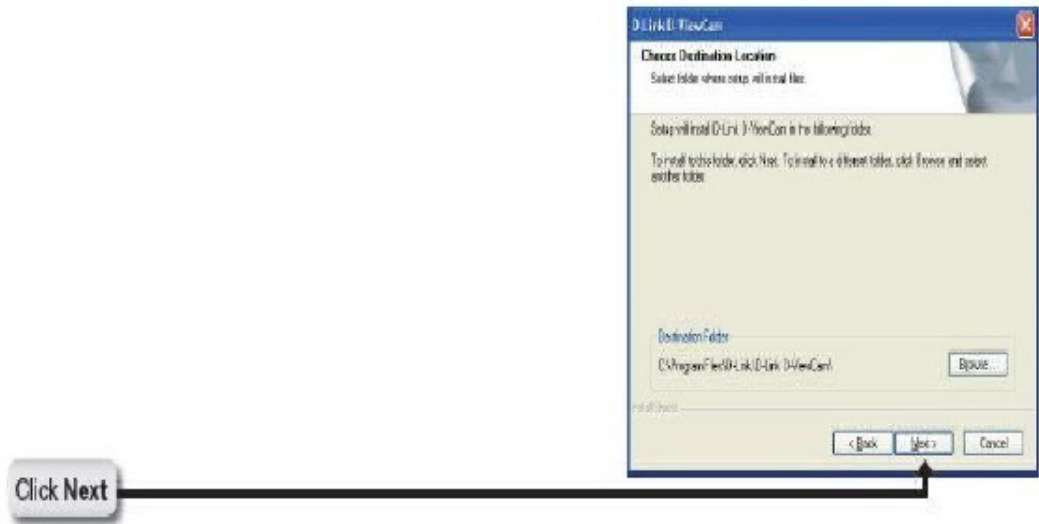 D-Link D-ViewCam
Choose Destination Location
Select folder where setup will install files.
Setup will install D-Link D-ViewCam in the following folder.
To install to this folder, click Next. To install to a different folder, click Browse and select
another folder.
Destination Folder
C:\Program Files\D-Link\D-Link D-ViewCam\
Browse...
InstallShield
< Back
Next >
Cancel
Click Next